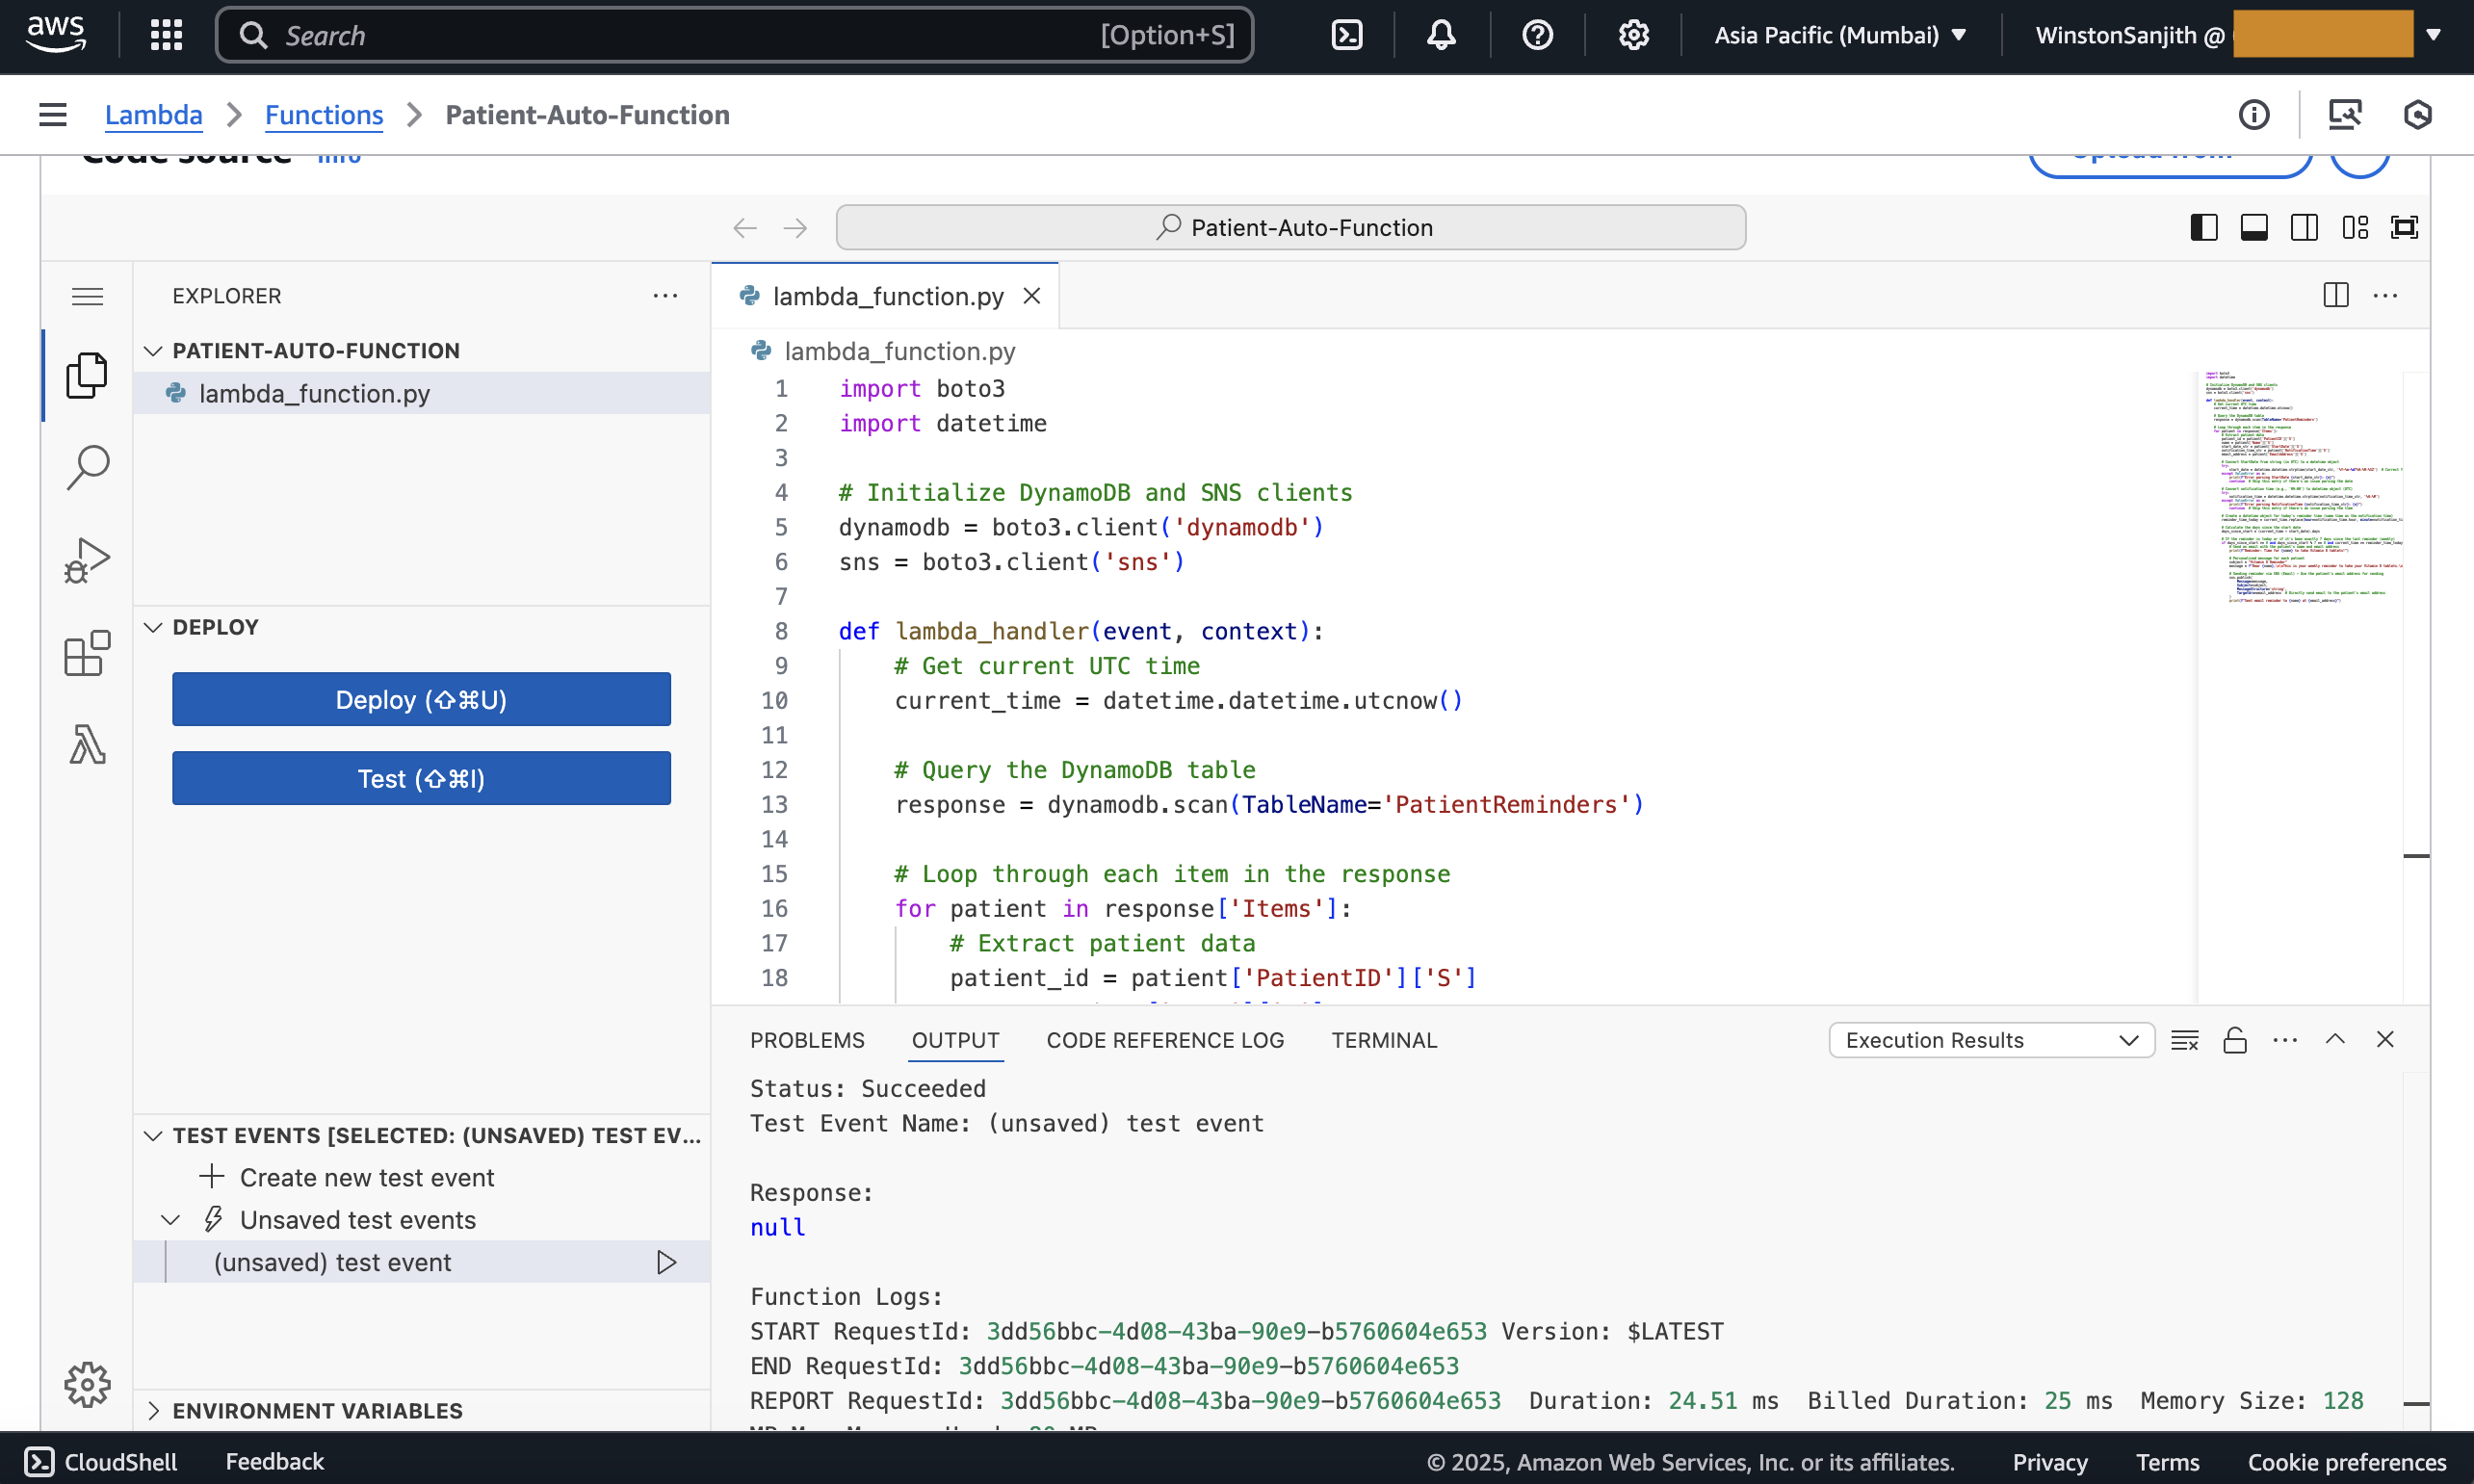 aws
Search [Option+S]
Asia Pacific (Mumbai)
WinstonSanjith @
Lambda
Functions
Patient-Auto-Function
Code source Info
Upload from
Patient-Auto-Function
EXPLORER
PATIENT-AUTO-FUNCTION
lambda_function.py
DEPLOY
Deploy (⇧⌘U)
Test (⇧⌘I)
TEST EVENTS [SELECTED: (UNSAVED) TEST EV...
Create new test event
Unsaved test events
(unsaved) test event
ENVIRONMENT VARIABLES
lambda_function.py
lambda_function.py
1 import boto3
2 import datetime
3
4 # Initialize DynamoDB and SNS clients
5 dynamodb = boto3.client('dynamodb')
6 sns = boto3.client('sns')
7
8 def lambda_handler(event, context):
9 # Get current UTC time
10 current_time = datetime.datetime.utcnow()
11
12 # Query the DynamoDB table
13 response = dynamodb.scan(TableName='PatientReminders')
14
15 # Loop through each item in the response
16 for patient in response['Items']:
17 # Extract patient data
18 patient_id = patient['PatientID']['S']
PROBLEMS OUTPUT CODE REFERENCE LOG TERMINAL
Execution Results
Status: Succeeded
Test Event Name: (unsaved) test event
Response:
null
Function Logs:
START RequestId: 3dd56bbc-4d08-43ba-90e9-b5760604e653 Version: $LATEST
END RequestId: 3dd56bbc-4d08-43ba-90e9-b5760604e653
REPORT RequestId: 3dd56bbc-4d08-43ba-90e9-b5760604e653 Duration: 24.51 ms Billed Duration: 25 ms Memory Size: 128
CloudShell Feedback
© 2025, Amazon Web Services, Inc. or its affiliates. Privacy Terms Cookie preferences